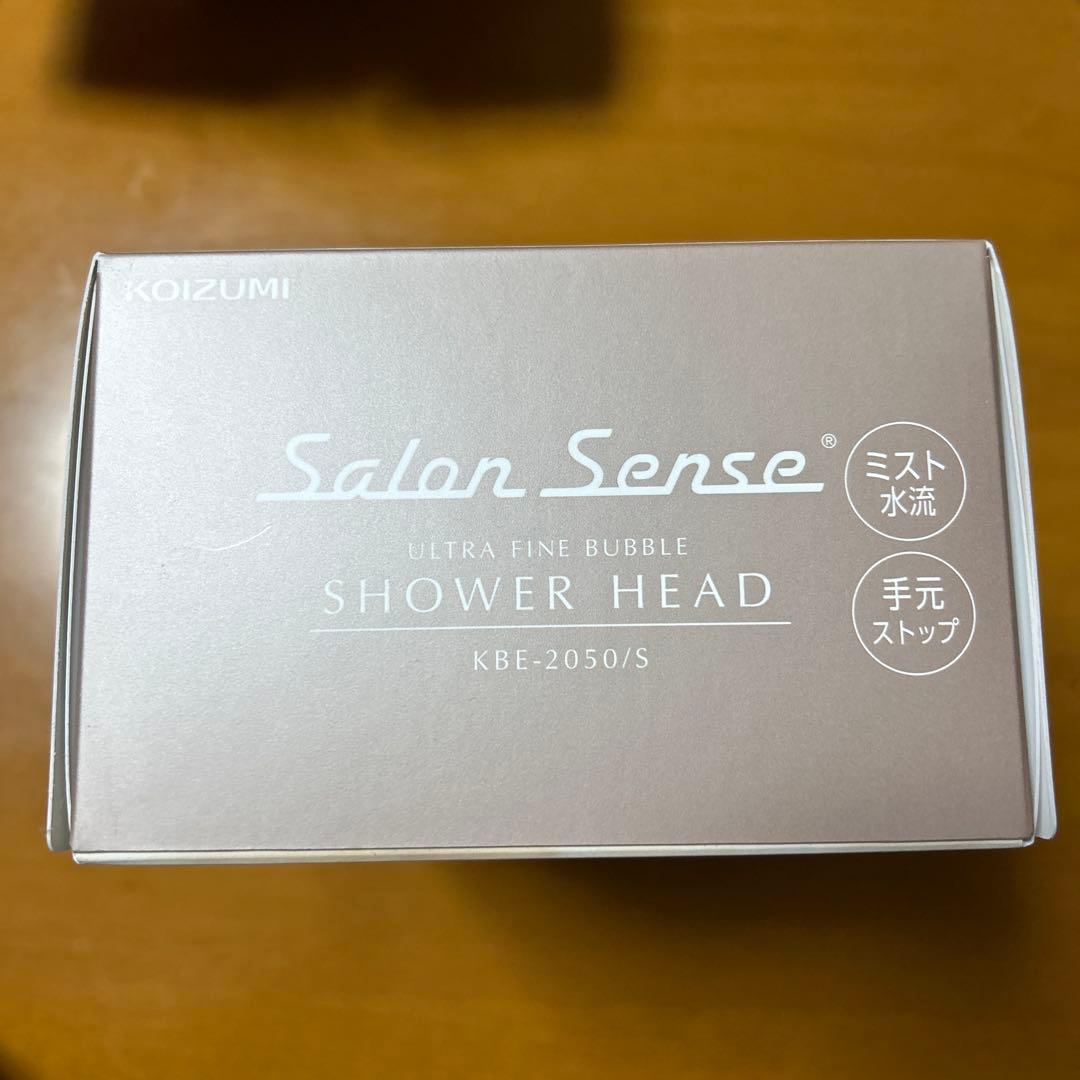 KOIZUMI
Salon Sense®
ミスト
水流
ULTRA FINE BUBBLE
SHOWER HEAD
手元
ストップ
KBE-2050/S